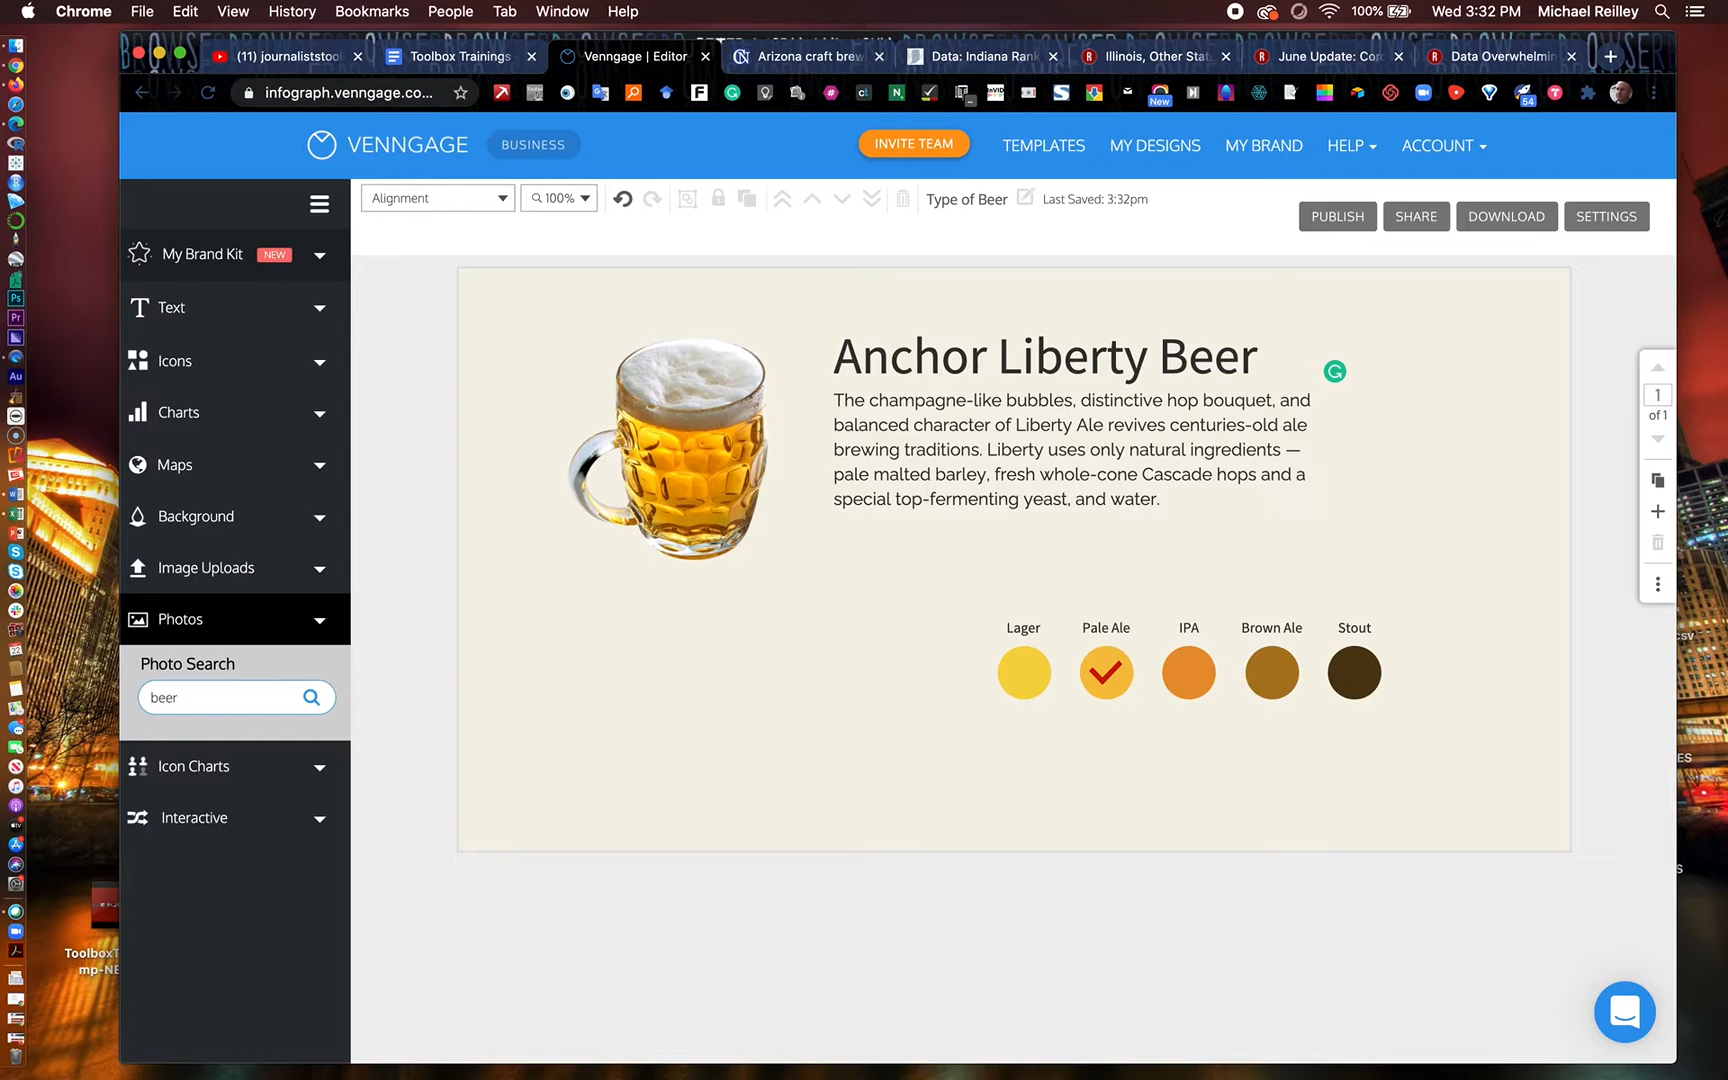 Chrome File Edit View History Bookmarks People Tab Window Help 100% Wed 3:32 PM Michael Reilley
(11) journaliststoo Toolbox Trainings Venngage | Editor Arizona craft brew Data: Indiana Rank Illinois, Other Stat June Update: Cor Data Overwhelmin
infograph.venngage.co... New 54
VENNGAGE BUSINESS INVITE TEAM TEMPLATES MY DESIGNS MY BRAND HELP ACCOUNT
Alignment 100% Type of Beer Last Saved: 3:32pm
PUBLISH SHARE DOWNLOAD SETTINGS
My Brand Kit NEW
Text
Icons
Charts
Maps
Background
Image Uploads
Photos
Photo Search
beer
Icon Charts
Interactive
Anchor Liberty Beer
The champagne-like bubbles, distinctive hop bouquet, and
balanced character of Liberty Ale revives centuries-old ale
brewing traditions. Liberty uses only natural ingredients —
pale malted barley, fresh whole-cone Cascade hops and a
special top-fermenting yeast, and water.
Lager Pale Ale IPA Brown Ale Stout
1
of 1
ToolboxT
mp-NE